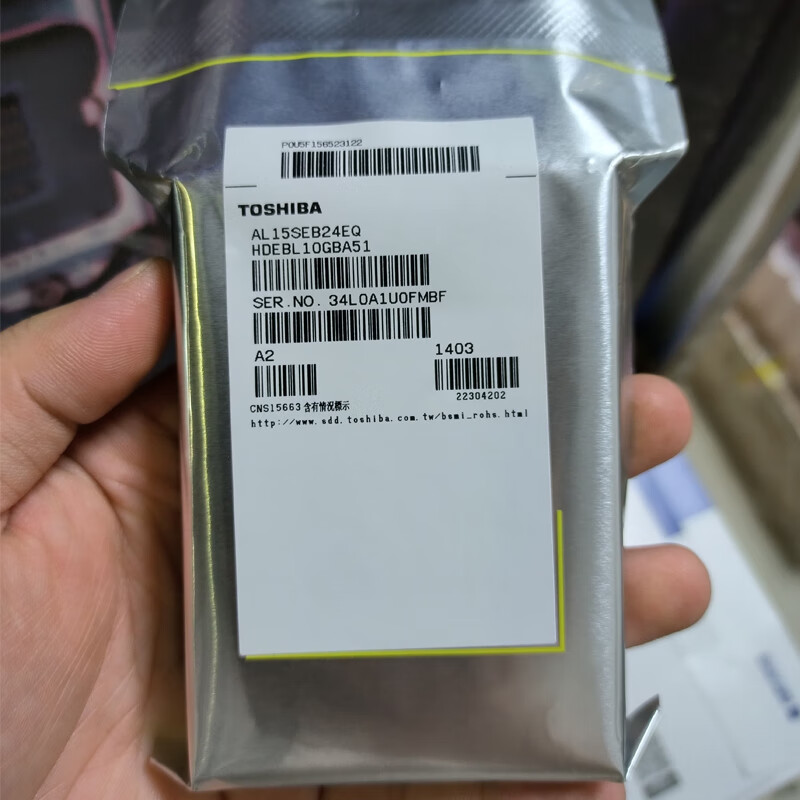 P0U5F156523122
TOSHIBA
AL15SEB24EQ
HDEBL10GBA51
SER.NO. 34L0A1U0FMBF
A2
1403
22304202
CNS15663 含有情況標示
http://www.sdd.toshiba.com.tw/bsmi_rohs.html